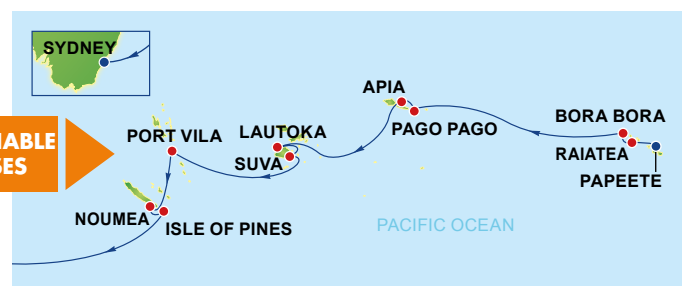 SYDNEY
APIA
PAGO PAGO
BORA BORA
RAIATEA
PAPEETE
PORT VILA
LAUTOKA
SUVA
NOUMEA
ISLE OF PINES
PACIFIC OCEAN